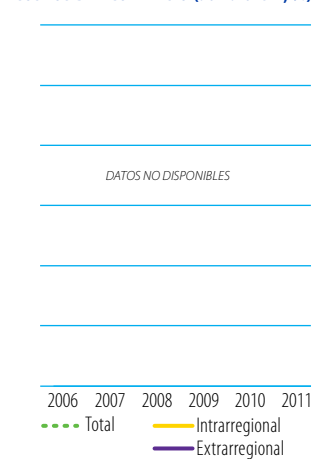 DATOS NO DISPONIBLES
2006 2007 2008 2009 2010 2011
Total Intrarregional
Extrarregional